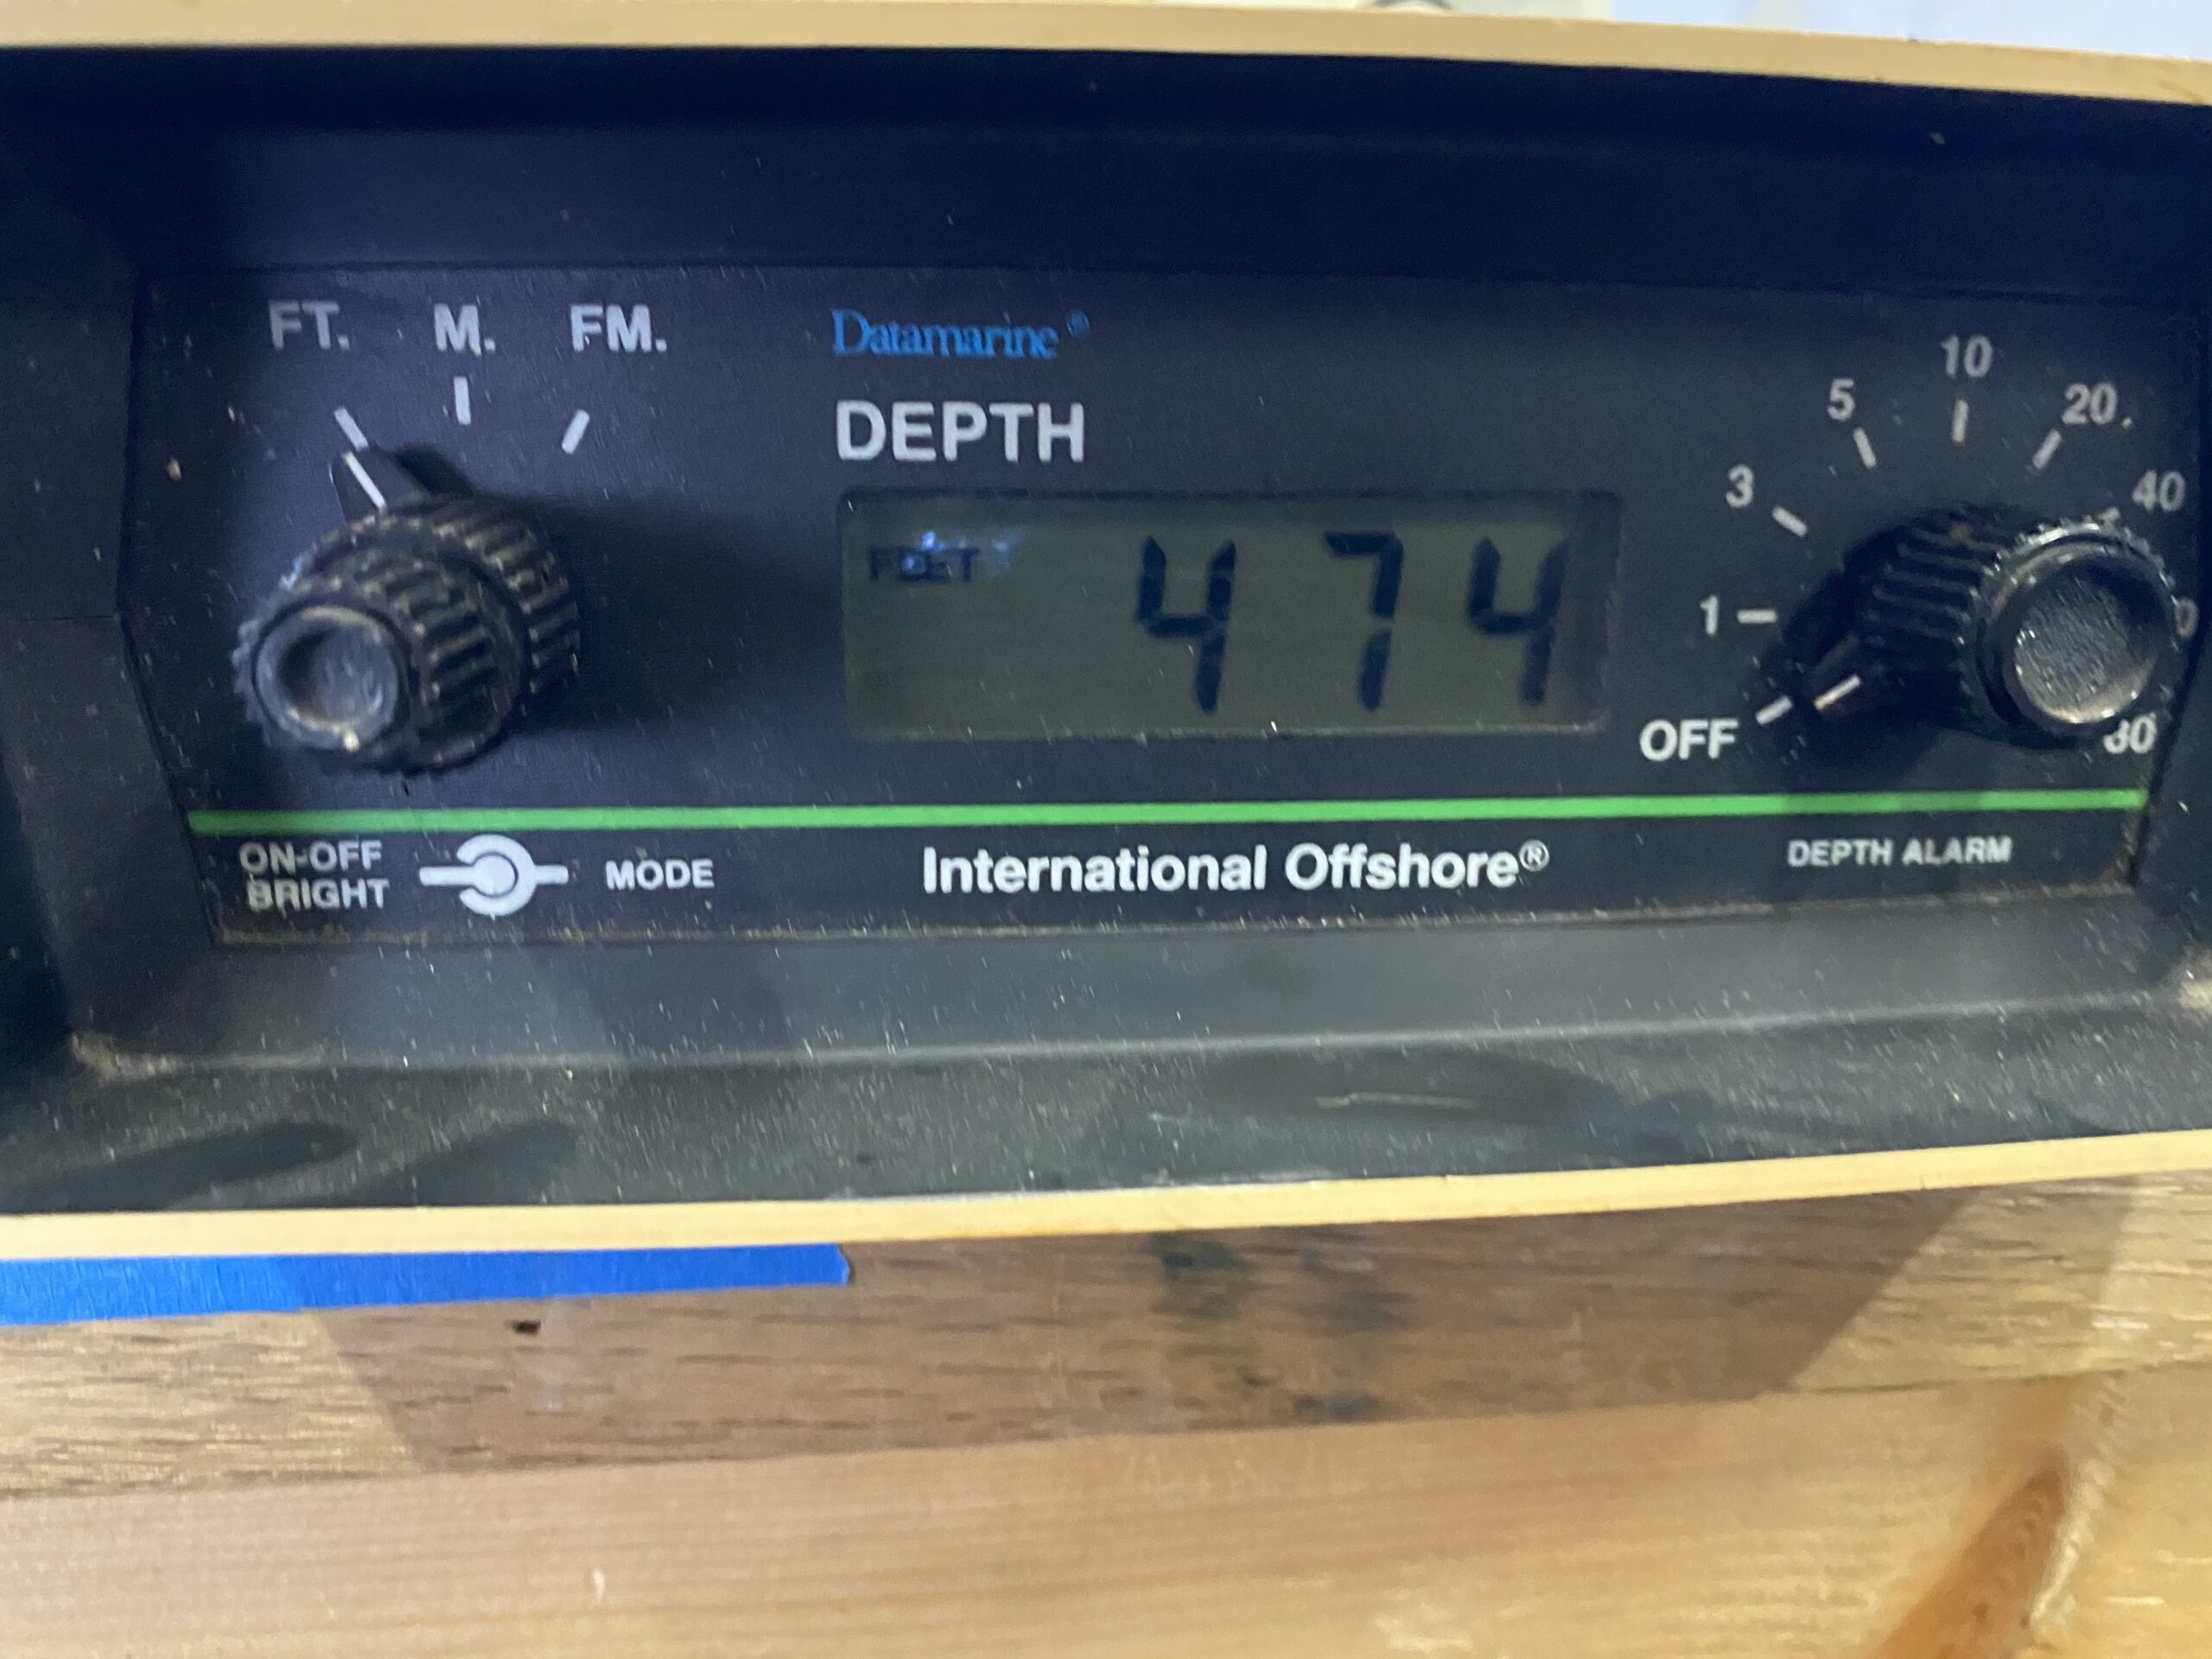 FT. M. FM.
Datamarine®
DEPTH
FEET 474
OFF 1 3 5 10 20 40
ON-OFF
BRIGHT
MODE
International Offshore®
DEPTH ALARM